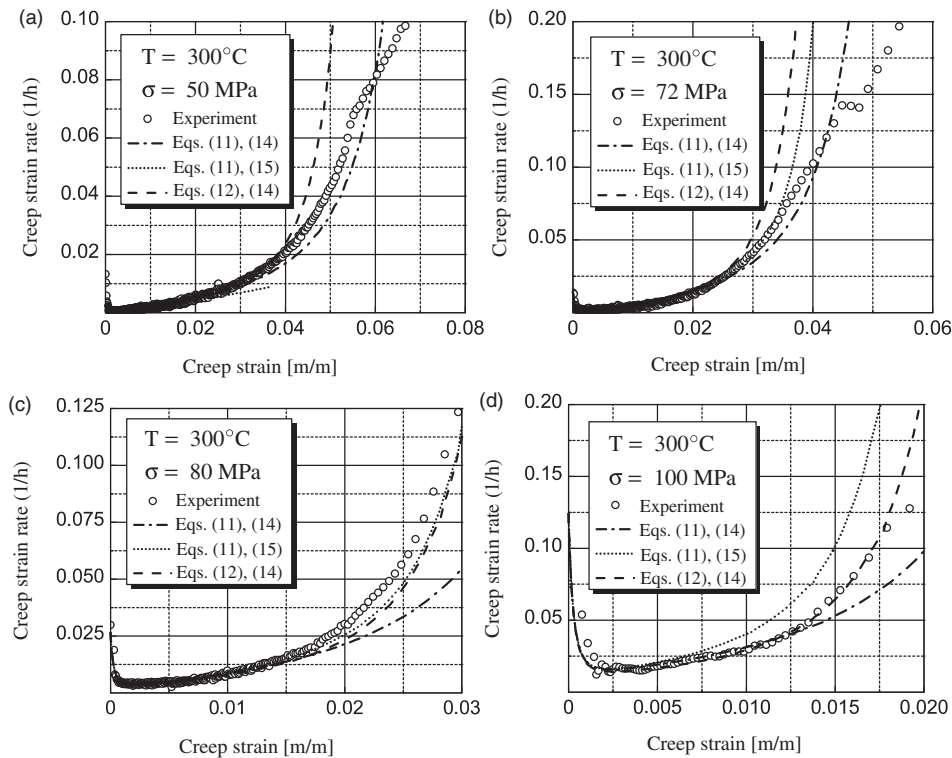 (a)
0.10
0.08
0.06
0.04
0.02
Creep strain rate (1/h)
T = 300°C
σ = 50 MPa
Experiment
Eqs. (11), (14)
Eqs. (11), (15)
Eqs. (12), (14)
0 0.02 0.04 0.06 0.08
Creep strain [m/m]
(b)
0.20
0.15
0.10
0.05
Creep strain rate (1/h)
T = 300°C
σ = 72 MPa
Experiment
Eqs. (11), (14)
Eqs. (11), (15)
Eqs. (12), (14)
0 0.02 0.04 0.06
Creep strain [m/m]
(c)
0.125
0.100
0.075
0.050
0.025
Creep strain rate (1/h)
T = 300°C
σ = 80 MPa
Experiment
Eqs. (11), (14)
Eqs. (11), (15)
Eqs. (12), (14)
0 0.01 0.02 0.03
Creep strain [m/m]
(d)
0.20
0.15
0.10
0.05
Creep strain rate (1/h)
T = 300°C
σ = 100 MPa
Experiment
Eqs. (11), (14)
Eqs. (11), (15)
Eqs. (12), (14)
0 0.005 0.010 0.015 0.020
Creep strain [m/m]